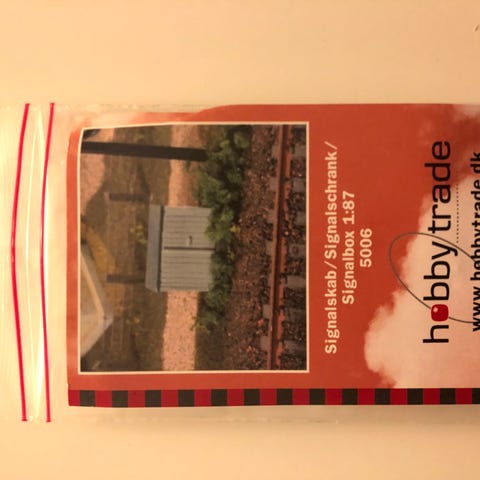 Signalskab/Signalschrank/
Signalbox 1:87
5006
hobbytrade
www.hobbytrade.dk